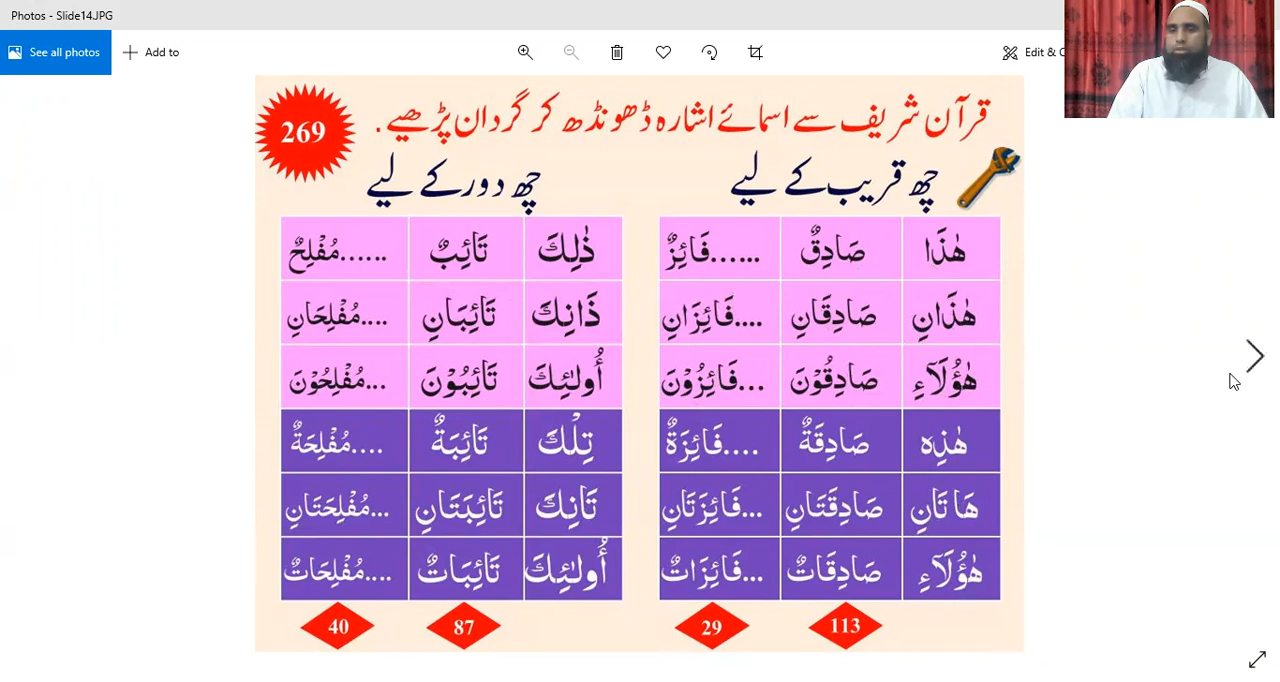 Photos - Slide14.JPG
See all photos
Add to
Edit & C
269
قرآن شریف سے اسمائے اشارہ ڈھونڈھ کر گردان پڑھیے .
چھ قریب کے لیے
چھ دور کے لیے
هٰذَا صَادِقٌ ......فَائِزٌ
هٰذَانِ صَادِقَانِ ....فَائِزَانِ
هٰؤُلَآءِ صَادِقُوْنَ ...فَائِزُوْنَ
هٰذِهٖ صَادِقَةٌ ....فَائِزَةٌ
هَاتَانِ صَادِقَتَانِ ...فَائِزَتَانِ
هٰؤُلَآءِ صَادِقَاتٌ ...فَائِزَاتٌ
113 29
ذٰلِكَ تَائِبٌ ......مُفْلِحٌ
ذَانِكَ تَائِبَانِ ....مُفْلِحَانِ
أُولٰئِكَ تَائِبُوْنَ ...مُفْلِحُوْنَ
تِلْكَ تَائِبَةٌ ....مُفْلِحَةٌ
تَانِكَ تَائِبَتَانِ ...مُفْلِحَتَانِ
أُولٰئِكَ تَائِبَاتٌ ....مُفْلِحَاتٌ
87 40